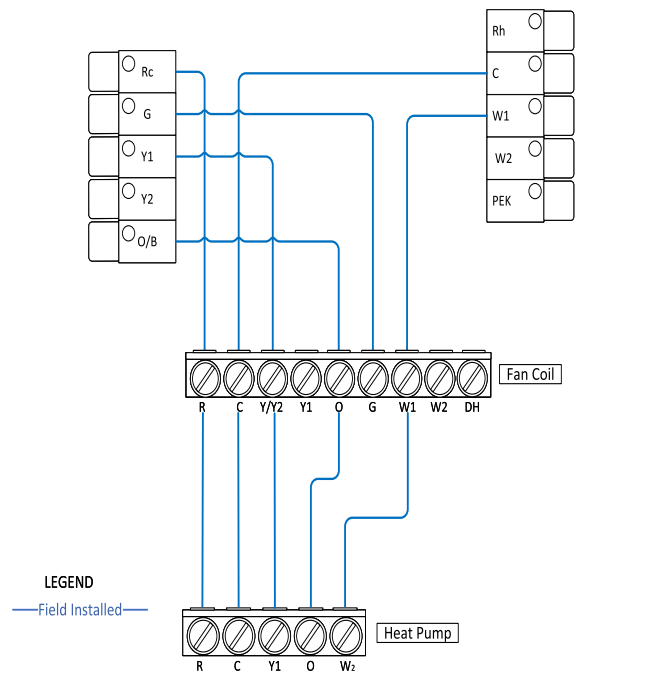 Rc
G
Y1
Y2
O/B
Rh
C
W1
W2
PEK
Fan Coil
R C Y/Y2 Y1 O G W1 W2 DH
LEGEND
Field Installed
Heat Pump
R C Y1 O W₂